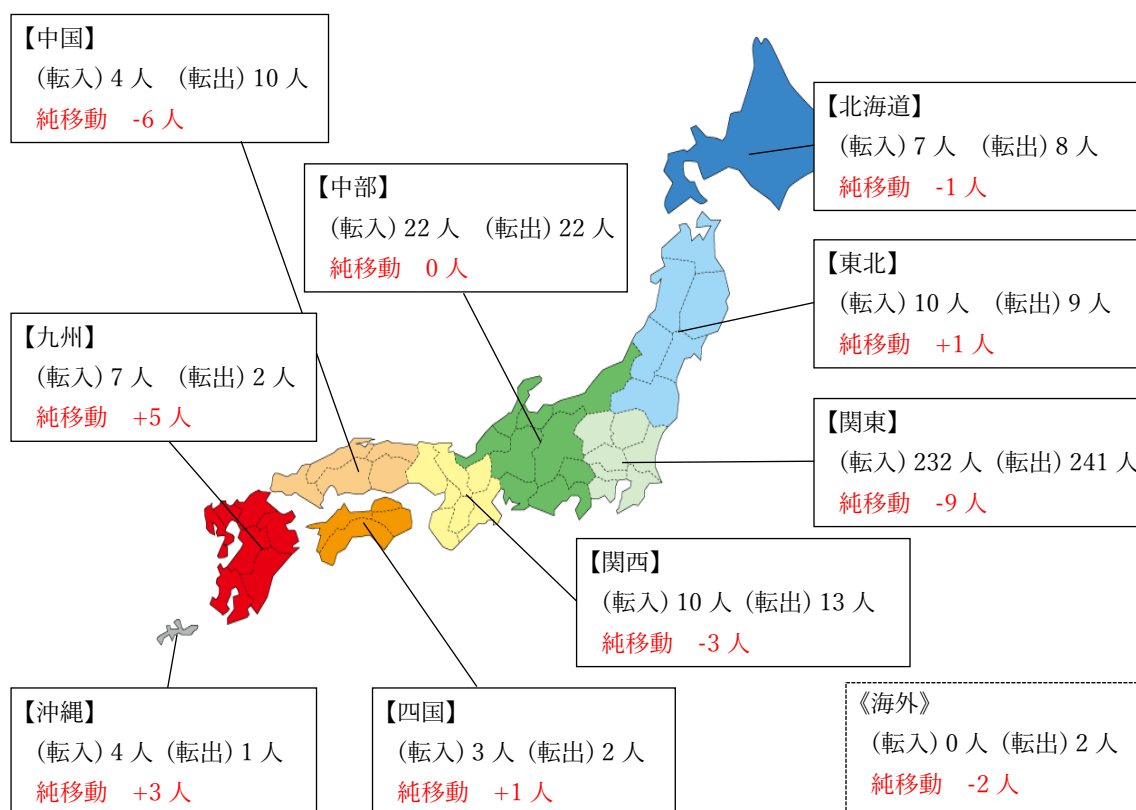 【中国】
(転入) 4 人 (転出) 10 人
純移動 -6 人
【北海道】
(転入) 7 人 (転出) 8 人
純移動 -1 人
【中部】
(転入) 22 人 (転出) 22 人
純移動 0 人
【東北】
(転入) 10 人 (転出) 9 人
純移動 +1 人
【九州】
(転入) 7 人 (転出) 2 人
純移動 +5 人
【関東】
(転入) 232 人 (転出) 241 人
純移動 -9 人
【関西】
(転入) 10 人 (転出) 13 人
純移動 -3 人
【沖縄】
(転入) 4 人 (転出) 1 人
純移動 +3 人
【四国】
(転入) 3 人 (転出) 2 人
純移動 +1 人
《海外》
(転入) 0 人 (転出) 2 人
純移動 -2 人